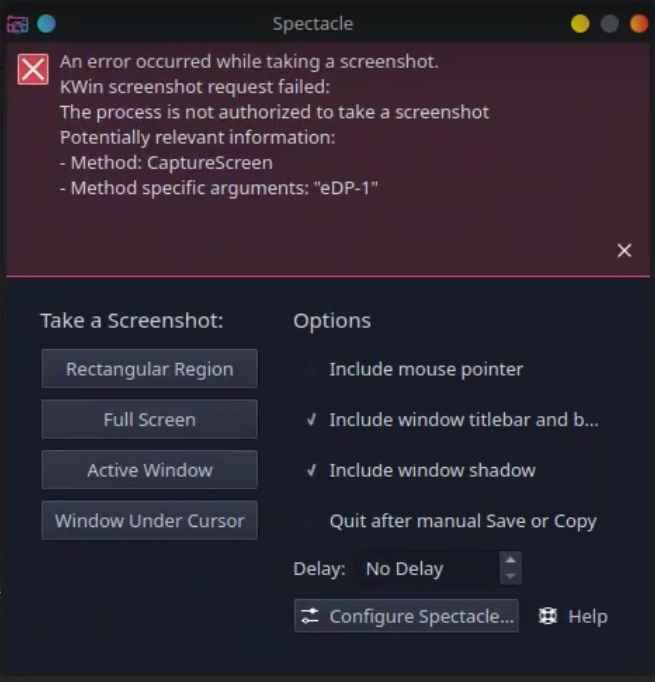 Spectacle
An error occurred while taking a screenshot.
KWin screenshot request failed:
The process is not authorized to take a screenshot
Potentially relevant information:
- Method: CaptureScreen
- Method specific arguments: "eDP-1"
Take a Screenshot:
Rectangular Region
Full Screen
Active Window
Window Under Cursor
Options
Include mouse pointer
Include window titlebar and b...
Include window shadow
Quit after manual Save or Copy
Delay: No Delay
Configure Spectacle... Help